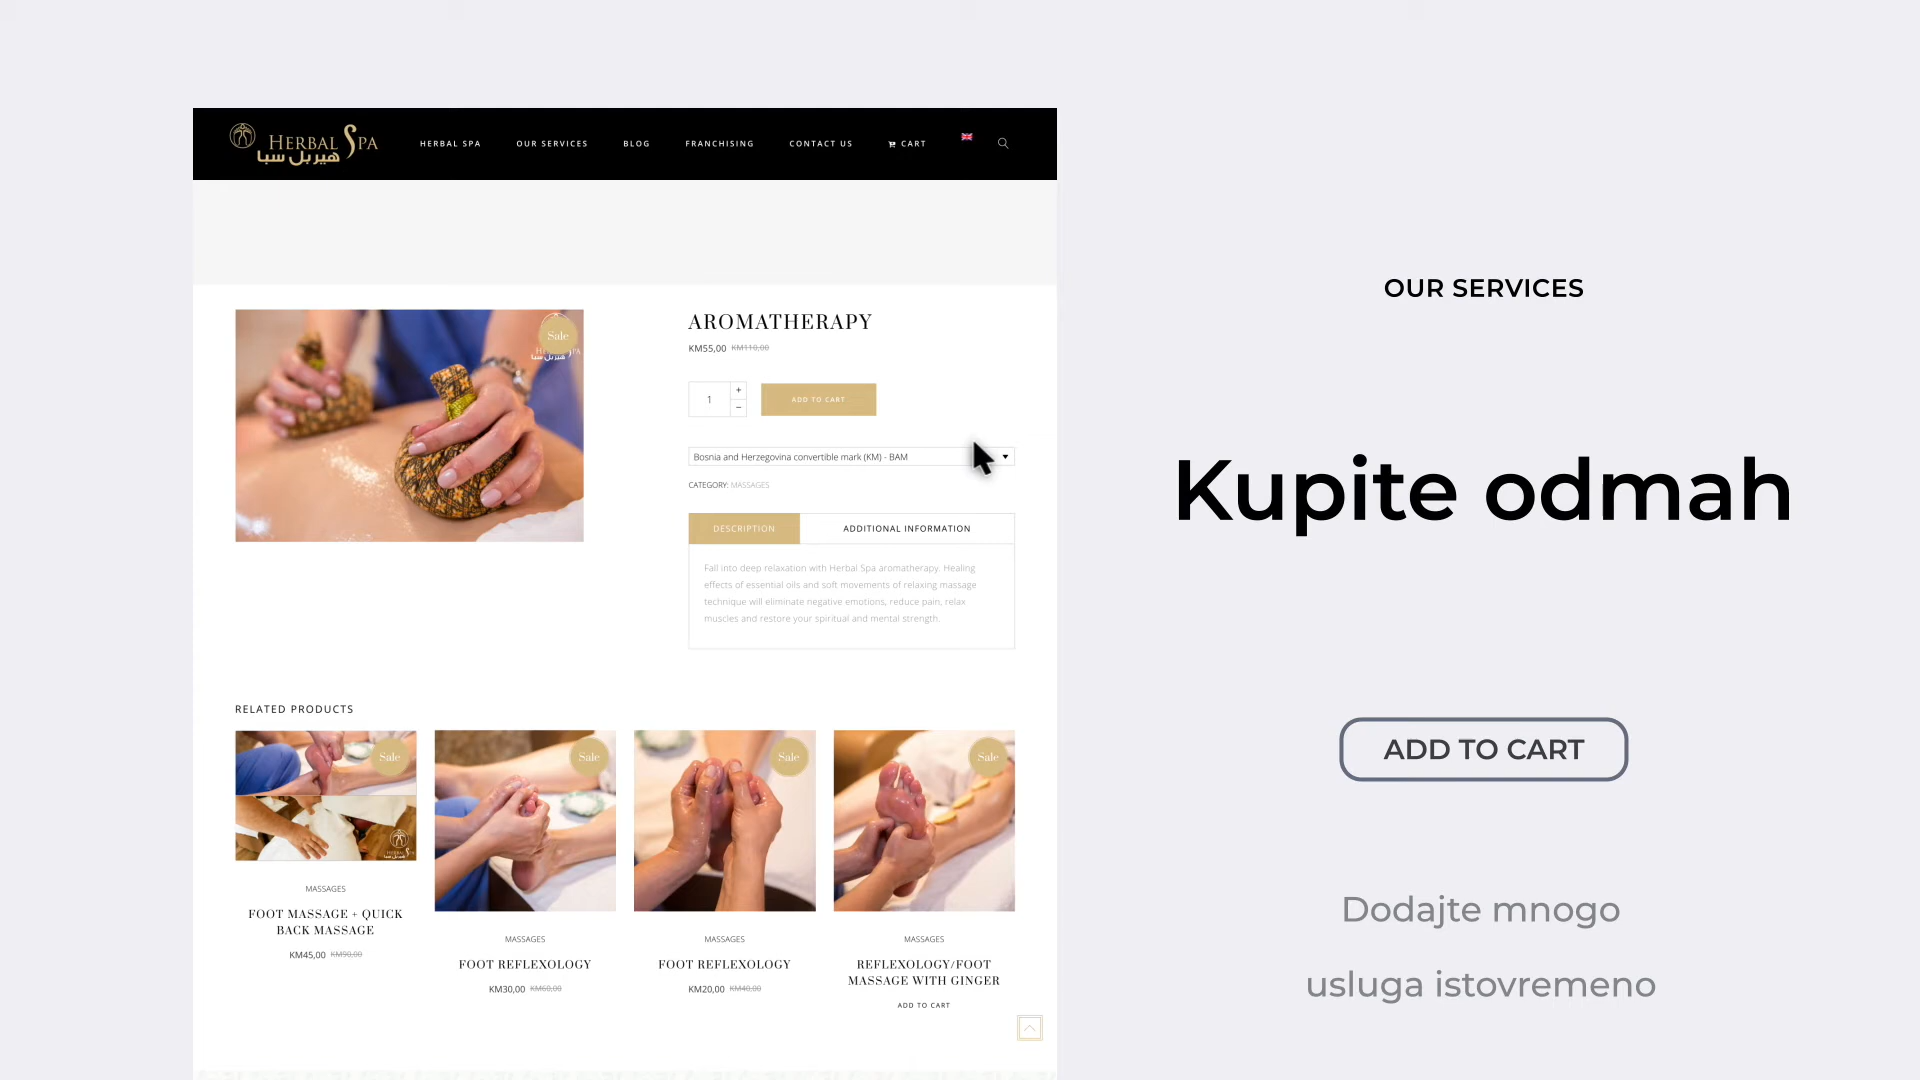 HERBAL SPA
هيربل سبا
HERBAL SPA
OUR SERVICES
BLOG
FRANCHISING
CONTACT US
CART
Sale
هيربل سبا
AROMATHERAPY
KM55,00 KM110,00
1
+
−
ADD TO CART
Bosnia and Herzegovina convertible mark (KM) - BAM
CATEGORY: MASSAGES
DESCRIPTION
ADDITIONAL INFORMATION
Fall into deep relaxation with Herbal Spa aromatherapy. Healing
effects of essential oils and soft movements of relaxing massage
technique will eliminate negative emotions, reduce pain, relax
muscles and restore your spiritual and mental strength.
RELATED PRODUCTS
Sale
HERBAL SPA
هيربل سبا
MASSAGES
FOOT MASSAGE + QUICK
BACK MASSAGE
KM45,00 KM90,00
Sale
MASSAGES
FOOT REFLEXOLOGY
KM30,00 KM60,00
Sale
MASSAGES
FOOT REFLEXOLOGY
KM20,00 KM40,00
Sale
MASSAGES
REFLEXOLOGY/FOOT
MASSAGE WITH GINGER
ADD TO CART
OUR SERVICES
Kupite odmah
ADD TO CART
Dodajte mnogo
usluga istovremeno